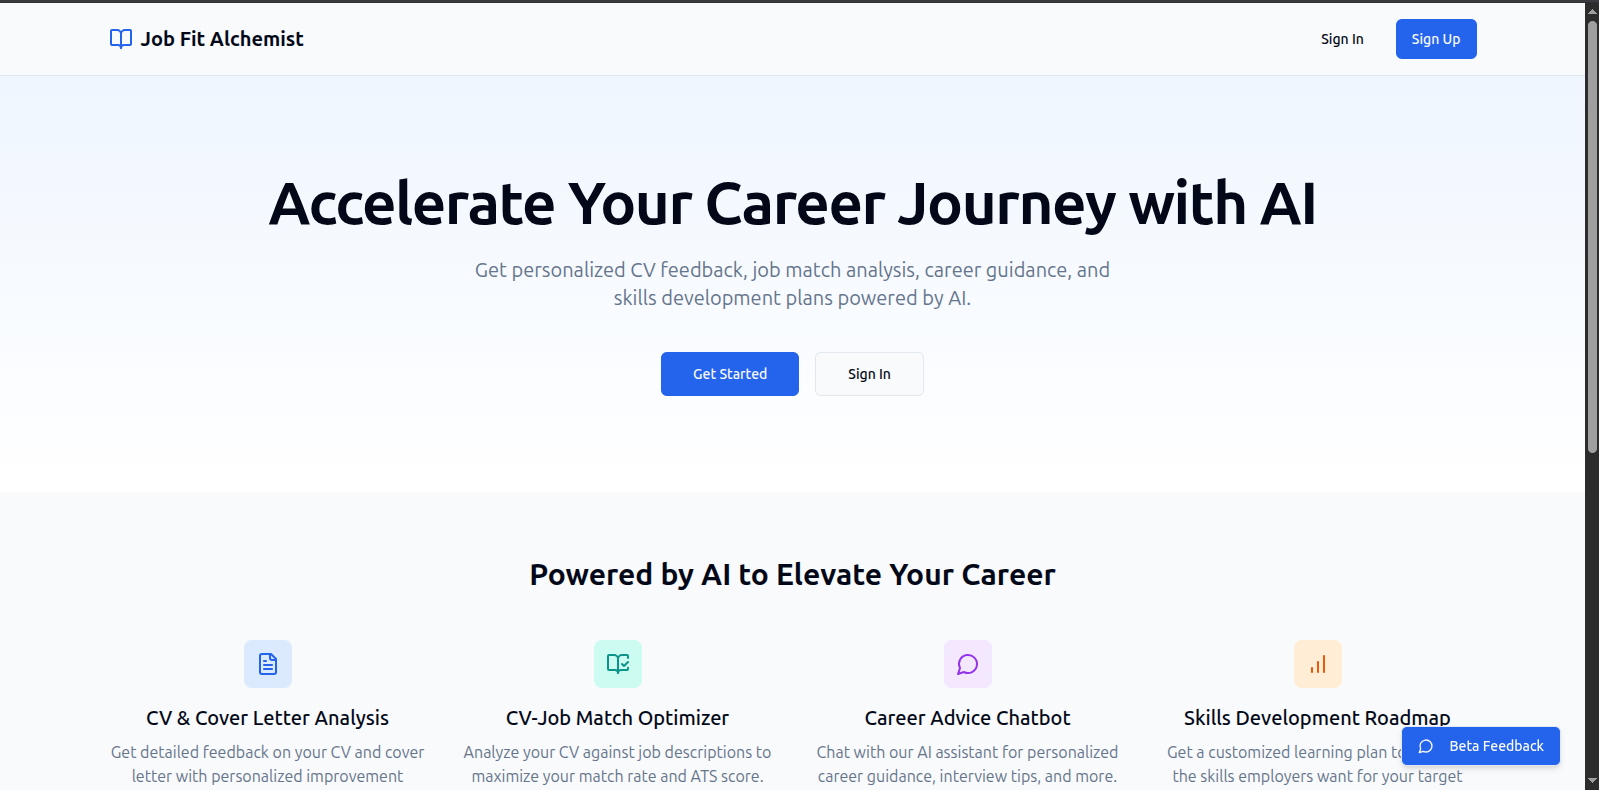 Job Fit Alchemist
Sign In
Sign Up
Accelerate Your Career Journey with AI
Get personalized CV feedback, job match analysis, career guidance, and
skills development plans powered by AI.
Get Started
Sign In
Powered by AI to Elevate Your Career
CV & Cover Letter Analysis
Get detailed feedback on your CV and cover
letter with personalized improvement
CV-Job Match Optimizer
Analyze your CV against job descriptions to
maximize your match rate and ATS score.
Career Advice Chatbot
Chat with our AI assistant for personalized
career guidance, interview tips, and more.
Skills Development Roadmap
Get a customized learning plan
the skills employers want for your target
Beta Feedback